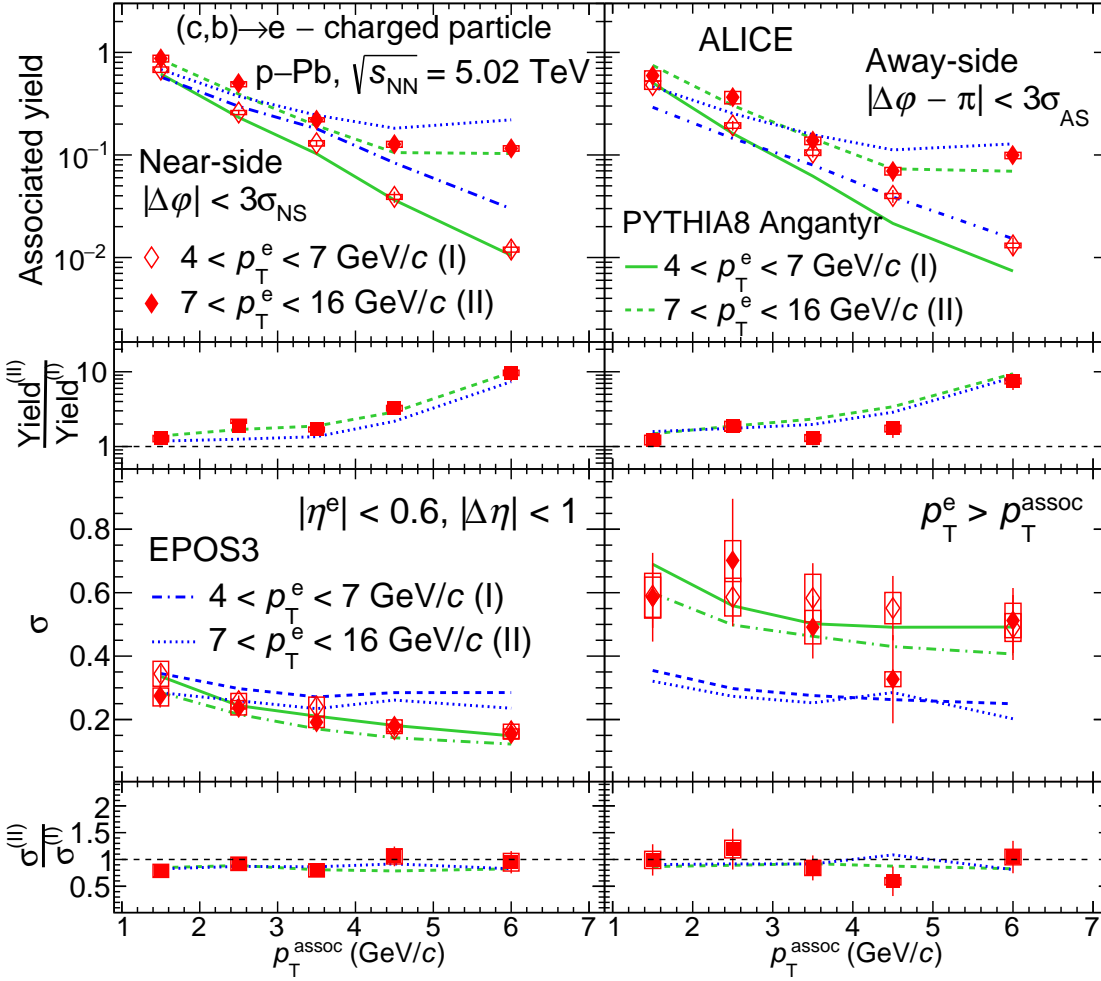 (c,b)→e − charged particle
p−Pb, √s_NN = 5.02 TeV
Near-side
|Δφ| < 3σ_NS
4 < p_T^e < 7 GeV/c (I)
7 < p_T^e < 16 GeV/c (II)
Associated yield
1
10^−1
10^−2
ALICE
Away-side
|Δφ − π| < 3σ_AS
PYTHIA8 Angantyr
4 < p_T^e < 7 GeV/c (I)
7 < p_T^e < 16 GeV/c (II)
Yield^(II)
Yield^(I)
10
1
|η^e| < 0.6, |Δη| < 1
EPOS3
4 < p_T^e < 7 GeV/c (I)
7 < p_T^e < 16 GeV/c (II)
σ
0.8
0.6
0.4
0.2
p_T^e > p_T^assoc
σ^(II)
σ^(I)
2
1.5
1
0.5
1 2 3 4 5 6 7
p_T^assoc (GeV/c)
1 2 3 4 5 6 7
p_T^assoc (GeV/c)